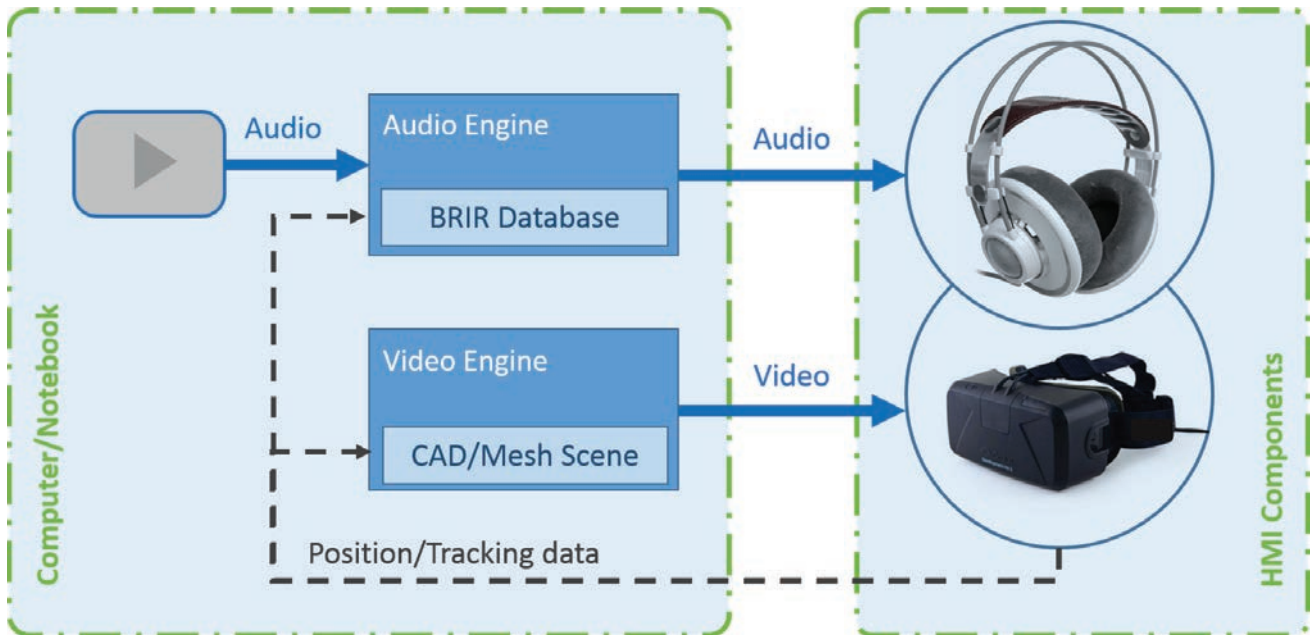 Audio
Audio Engine
BRIR Database
Audio
Video Engine
CAD/Mesh Scene
Video
Position/Tracking data
Computer/Notebook
HMI Components